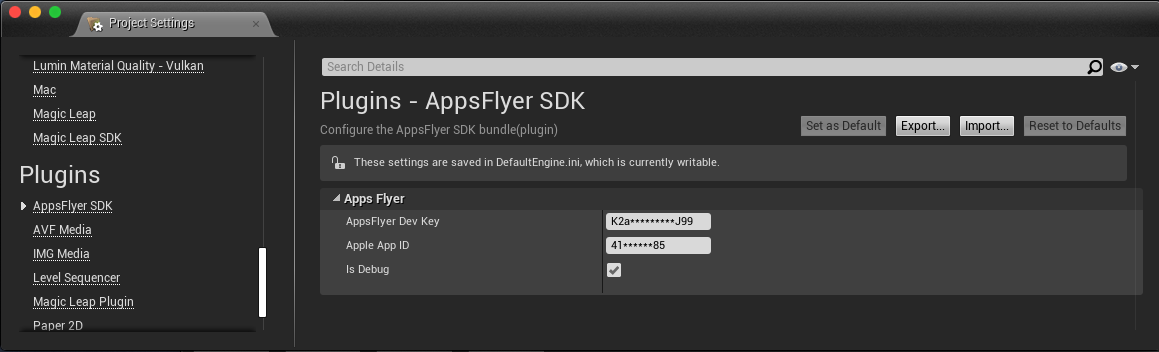 Project Settings
Lumin Material Quality - Vulkan
Mac
Magic Leap
Magic Leap SDK
Plugins
AppsFlyer SDK
AVF Media
IMG Media
Level Sequencer
Magic Leap Plugin
Paper 2D
Search Details
Plugins - AppsFlyer SDK
Configure the AppsFlyer SDK bundle(plugin)
Set as Default
Export...
Import...
Reset to Defaults
These settings are saved in DefaultEngine.ini, which is currently writable.
Apps Flyer
AppsFlyer Dev Key
K2a*********J99
Apple App ID
41******85
Is Debug